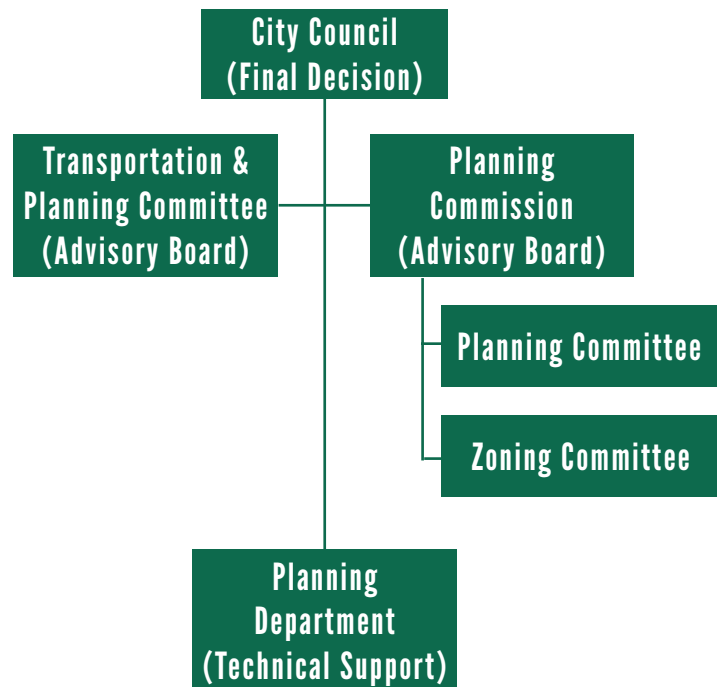 City Council
(Final Decision)
Transportation &
Planning Committee
(Advisory Board)
Planning
Commission
(Advisory Board)
Planning Committee
Zoning Committee
Planning
Department
(Technical Support)